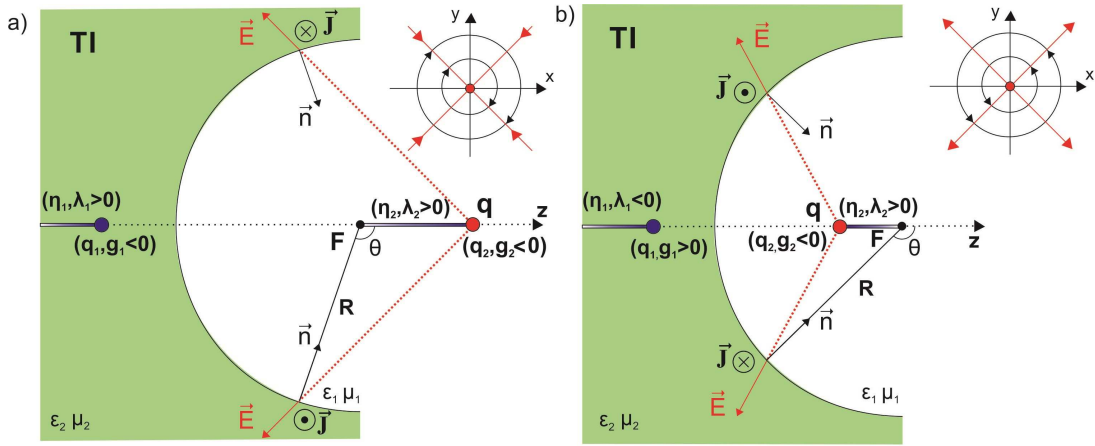 a)
TI
E⃗
⊗ J⃗
n⃗
y
x
(η₁,λ₁>0)
(q₁,g₁<0)
(η₂,λ₂>0)
q
z
F
θ
(q₂,g₂<0)
R
n⃗
E⃗
⊙ J⃗
ε₁ μ₁
ε₂ μ₂
b)
TI
E⃗
J⃗ ⊙
n⃗
y
x
(η₁,λ₁<0)
(q₁,g₁>0)
q
(η₂,λ₂>0)
(q₂,g₂<0)
F
z
θ
R
n⃗
J⃗ ⊗
E⃗
ε₁ μ₁
ε₂ μ₂